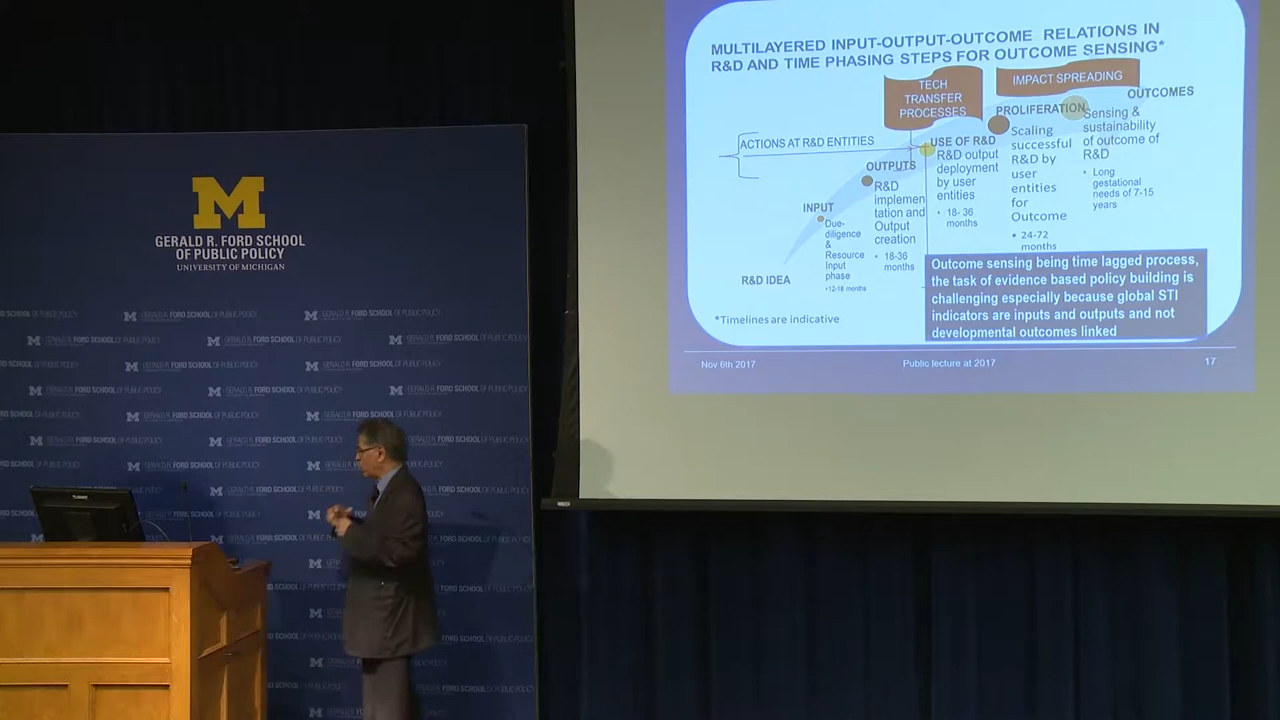 M
GERALD R. FORD SCHOOL
OF PUBLIC POLICY
UNIVERSITY OF MICHIGAN
MULTILAYERED INPUT-OUTPUT-OUTCOME RELATIONS IN
R&D AND TIME PHASING STEPS FOR OUTCOME SENSING*
TECH
TRANSFER
PROCESSES
IMPACT SPREADING
ACTIONS AT R&D ENTITIES
R&D IDEA
INPUT
Due-
diligence
&
Resource
Input
phase
•12-18 months
OUTPUTS
R&D
implemen
tation and
Output
creation
• 18-36
months
USE OF R&D
R&D output
deployment
by user
entities
• 18- 36
months
PROLIFERATION
Scaling
successful
R&D by
user
entities
for
Outcome
• 24-72
months
OUTCOMES
Sensing &
sustainability
of outcome of
R&D
• Long
gestational
needs of 7-15
years
Outcome sensing being time lagged process,
the task of evidence based policy building is
challenging especially because global STI
indicators are inputs and outputs and not
developmental outcomes linked
*Timelines are indicative
Nov 6th 2017
Public lecture at 2017
17
M GERALD R. FORD SCHOOL OF PUBLIC POLICY